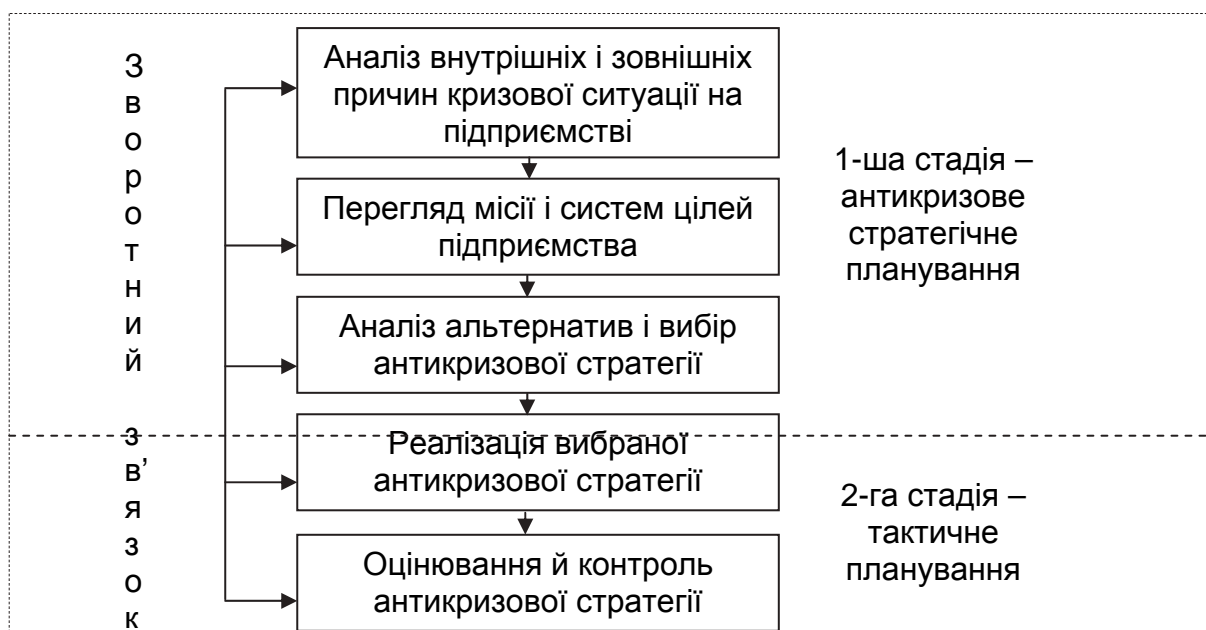 Зворотний зв’язок
Аналіз внутрішніх і зовнішніх
причин кризової ситуації на
підприємстві
Перегляд місії і систем цілей
підприємства
Аналіз альтернатив і вибір
антикризової стратегії
Реалізація вибраної
антикризової стратегії
Оцінювання й контроль
антикризової стратегії
1-ша стадія –
антикризове
стратегічне
планування
2-га стадія –
тактичне
планування